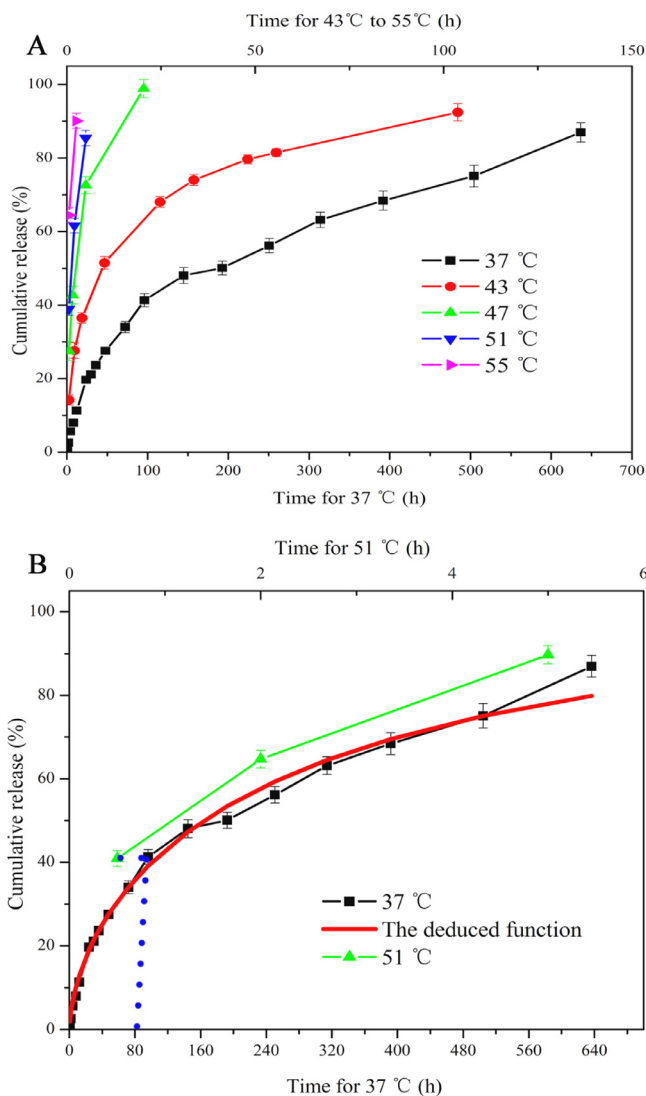 Time for 43℃ to 55℃ (h)
A
0 50 100 150
100
80
60
40
20
0
Cumulative release (%)
37 ℃
43 ℃
47 ℃
51 ℃
55 ℃
0 100 200 300 400 500 600 700
Time for 37 ℃ (h)
Time for 51 ℃ (h)
B
0 2 4 6
100
80
60
40
20
0
Cumulative release (%)
37 ℃
The deduced function
51 ℃
0 80 160 240 320 400 480 560 640
Time for 37 ℃ (h)